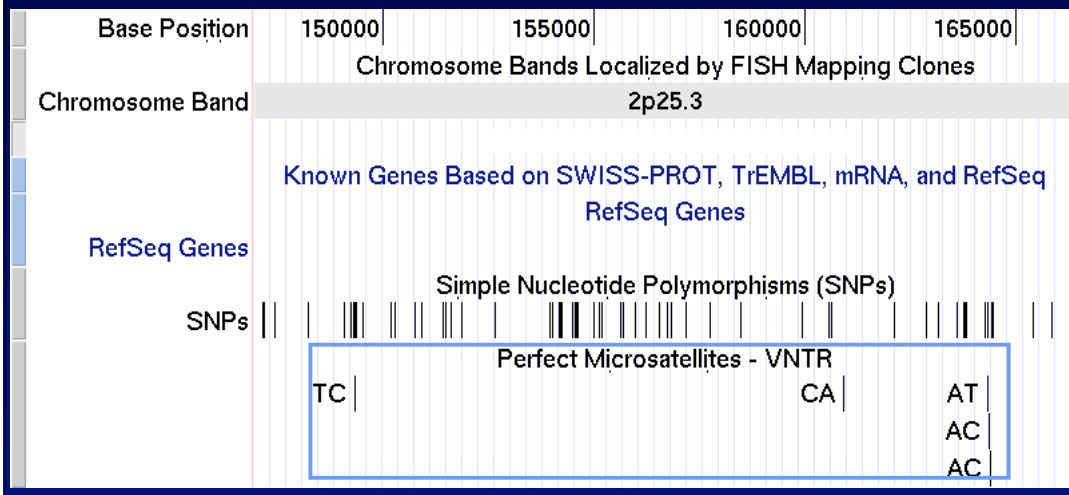 Base Position 150000| 155000| 160000| 165000|
Chromosome Bands Localized by FISH Mapping Clones
Chromosome Band 2p25.3
Known Genes Based on SWISS-PROT, TrEMBL, mRNA, and RefSeq
RefSeq Genes
RefSeq Genes
Simple Nucleotide Polymorphisms (SNPs)
SNPs
Perfect Microsatellites - VNTR
TC CA AT
AC
AC